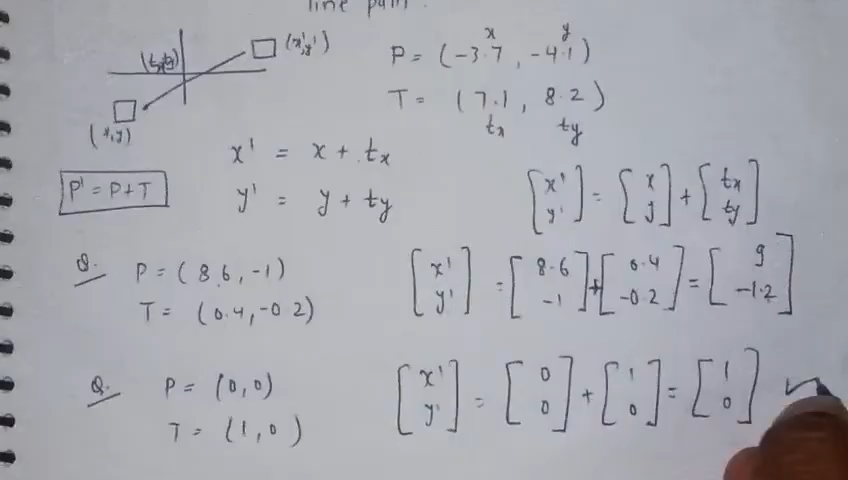 line pair.
(tx,ty)
(x',y')
(x,y)
x y
P = (-3.7, -4.1)
T = (7.1, 8.2)
tx ty
x' = x + tx
y' = y + ty
P' = P+T
[x' y'] = [x y] + [tx ty]
Q. P = (8.6, -1)
T = (0.4, -0.2)
[x' y'] = [8.6 -1] + [0.4 -0.2] = [9 -1.2]
Q. P = (0,0)
T = (1,0)
[x' y'] = [0 0] + [1 0] = [1 0]